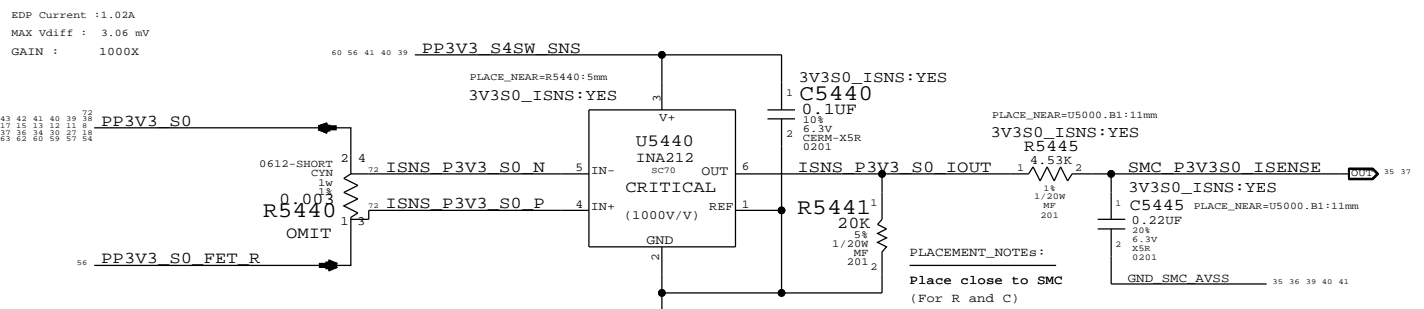 EDP Current :1.02A
MAX Vdiff : 3.06 mV
GAIN : 1000X
60 56 41 40 39 PP3V3_S4SW_SNS
PLACE_NEAR=R5440:5mm
3V3S0_ISNS:YES
72
43 42 41 40 39 38
17 15 13 12 11 8
37 36 34 30 27 18
63 62 60 59 57 54
PP3V3_S0
0612-SHORT
CYN
1W
1%
0.003
R5440
OMIT
2 4
1 3
72 ISNS_P3V3_S0_N
72 ISNS_P3V3_S0_P
56 PP3V3_S0_FET_R
3
V+
U5440
INA212
SC70
CRITICAL
(1000V/V)
5 IN-
4 IN+
OUT 6
REF 1
GND
2
3V3S0_ISNS:YES
1 C5440
0.1UF
10%
6.3V
2 CERM-X5R
0201
ISNS_P3V3_S0_IOUT
R5441 1
20K
5%
1/20W
MF
201 2
PLACE_NEAR=U5000.B1:11mm
3V3S0_ISNS:YES
R5445
1 4.53K 2
1%
1/20W
MF
201
SMC_P3V3S0_ISENSE
OUT 35 37
3V3S0_ISNS:YES
1 C5445 PLACE_NEAR=U5000.B1:11mm
0.22UF
20%
2 6.3V
X5R
0201
GND_SMC_AVSS 35 36 39 40 41
PLACEMENT_NOTEs:
Place close to SMC
(For R and C)